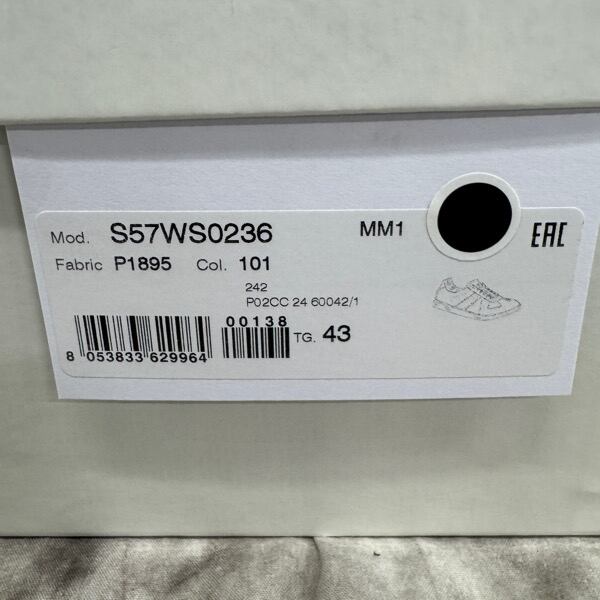 Mod. S57WS0236 MM1
EAC
Fabric P1895 Col. 101
242
P02CC 24 60042/1
00138
8 053833 629964
TG. 43